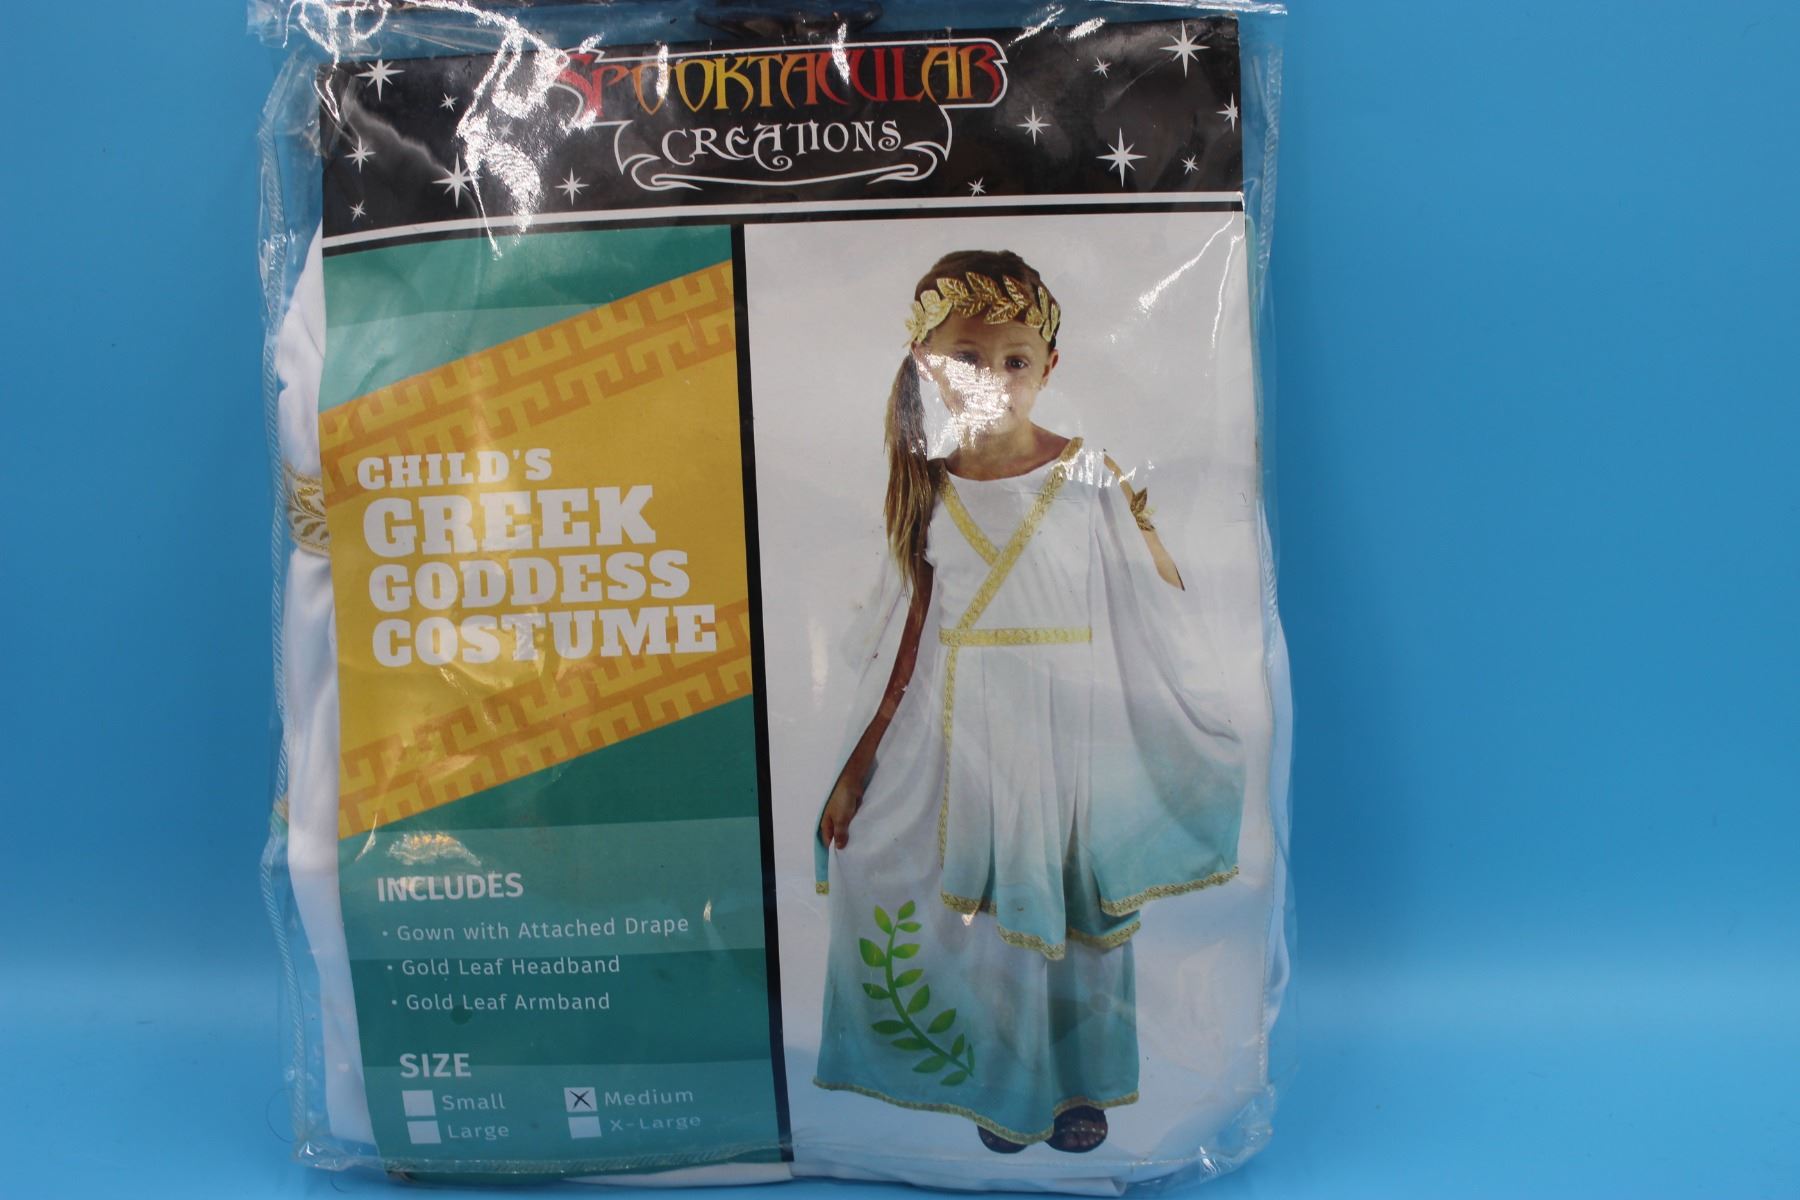 SPOOKTACULAR
CREATIONS
CHILD'S
GREEK
GODDESS
COSTUME
INCLUDES
• Gown with Attached Drape
• Gold Leaf Headband
• Gold Leaf Armband
SIZE
Small
Medium
Large
X-Large